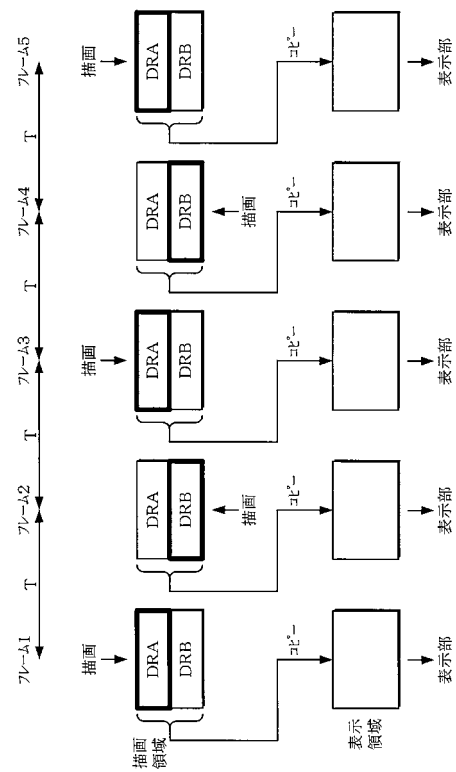 フレーム1
T
フレーム2
T
フレーム3
T
フレーム4
T
フレーム5
描画
描画
描画
描画領域
DRA
DRB
DRA
DRB
DRA
DRB
DRA
DRB
DRA
DRB
描画
描画
コピー
コピー
コピー
コピー
コピー
表示領域
表示部
表示部
表示部
表示部
表示部